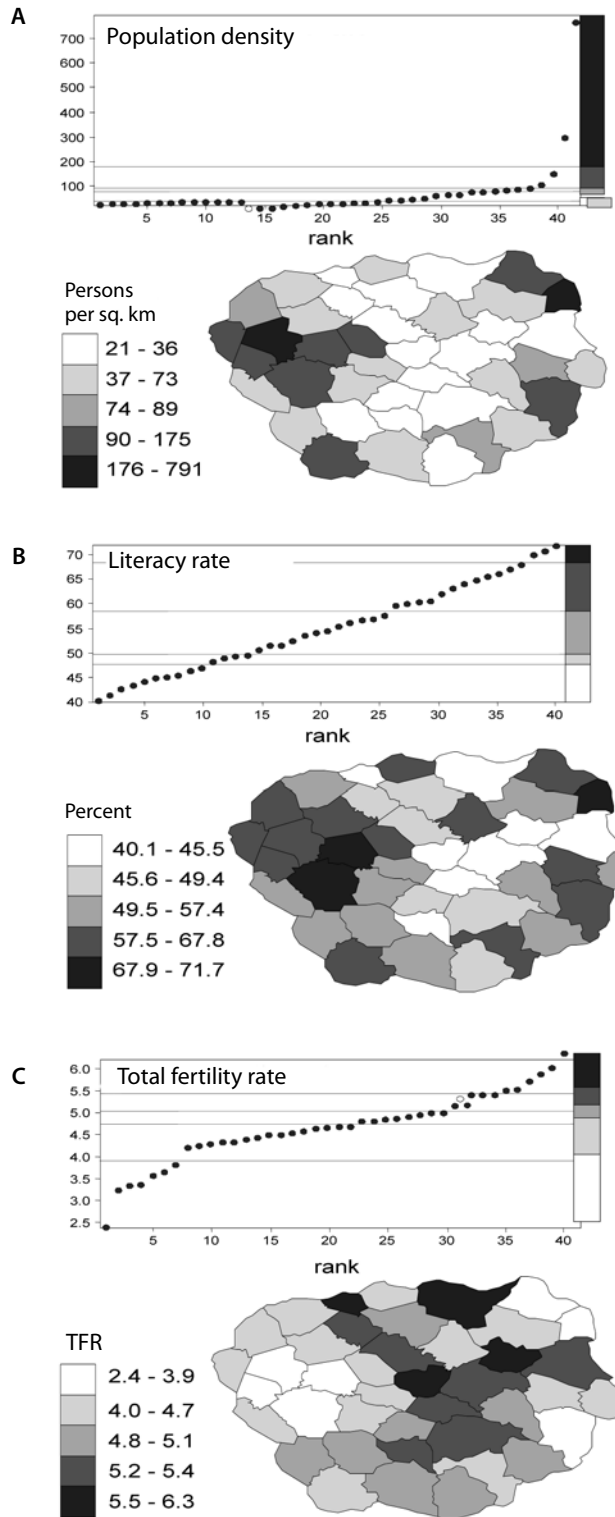 A
Population density
700
600
500
400
300
200
100
5 10 15 20 25 30 35 40
rank
Persons
per sq. km
21 - 36
37 - 73
74 - 89
90 - 175
176 - 791
B
Literacy rate
70
65
60
55
50
45
40
5 10 15 20 25 30 35 40
rank
Percent
40.1 - 45.5
45.6 - 49.4
49.5 - 57.4
57.5 - 67.8
67.9 - 71.7
C
Total fertility rate
6.0
5.5
5.0
4.5
4.0
3.5
3.0
2.5
5 10 15 20 25 30 35 40
rank
TFR
2.4 - 3.9
4.0 - 4.7
4.8 - 5.1
5.2 - 5.4
5.5 - 6.3